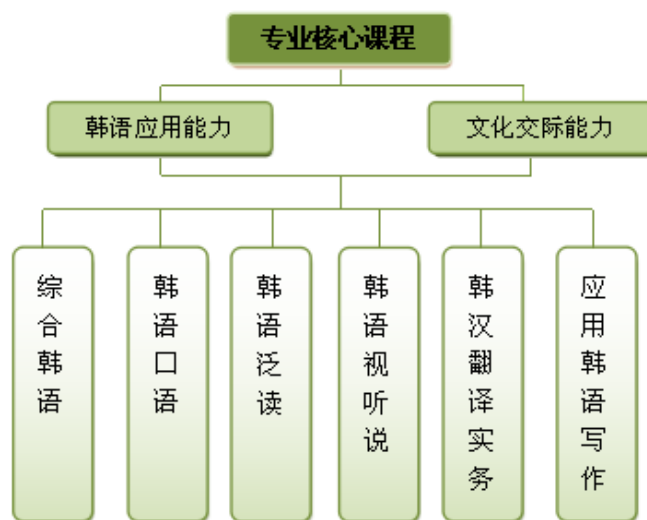 专业核心课程
韩语应用能力
文化交际能力
综合韩语
韩语口语
韩语泛读
韩语视听说
韩汉翻译实务
应用韩语写作